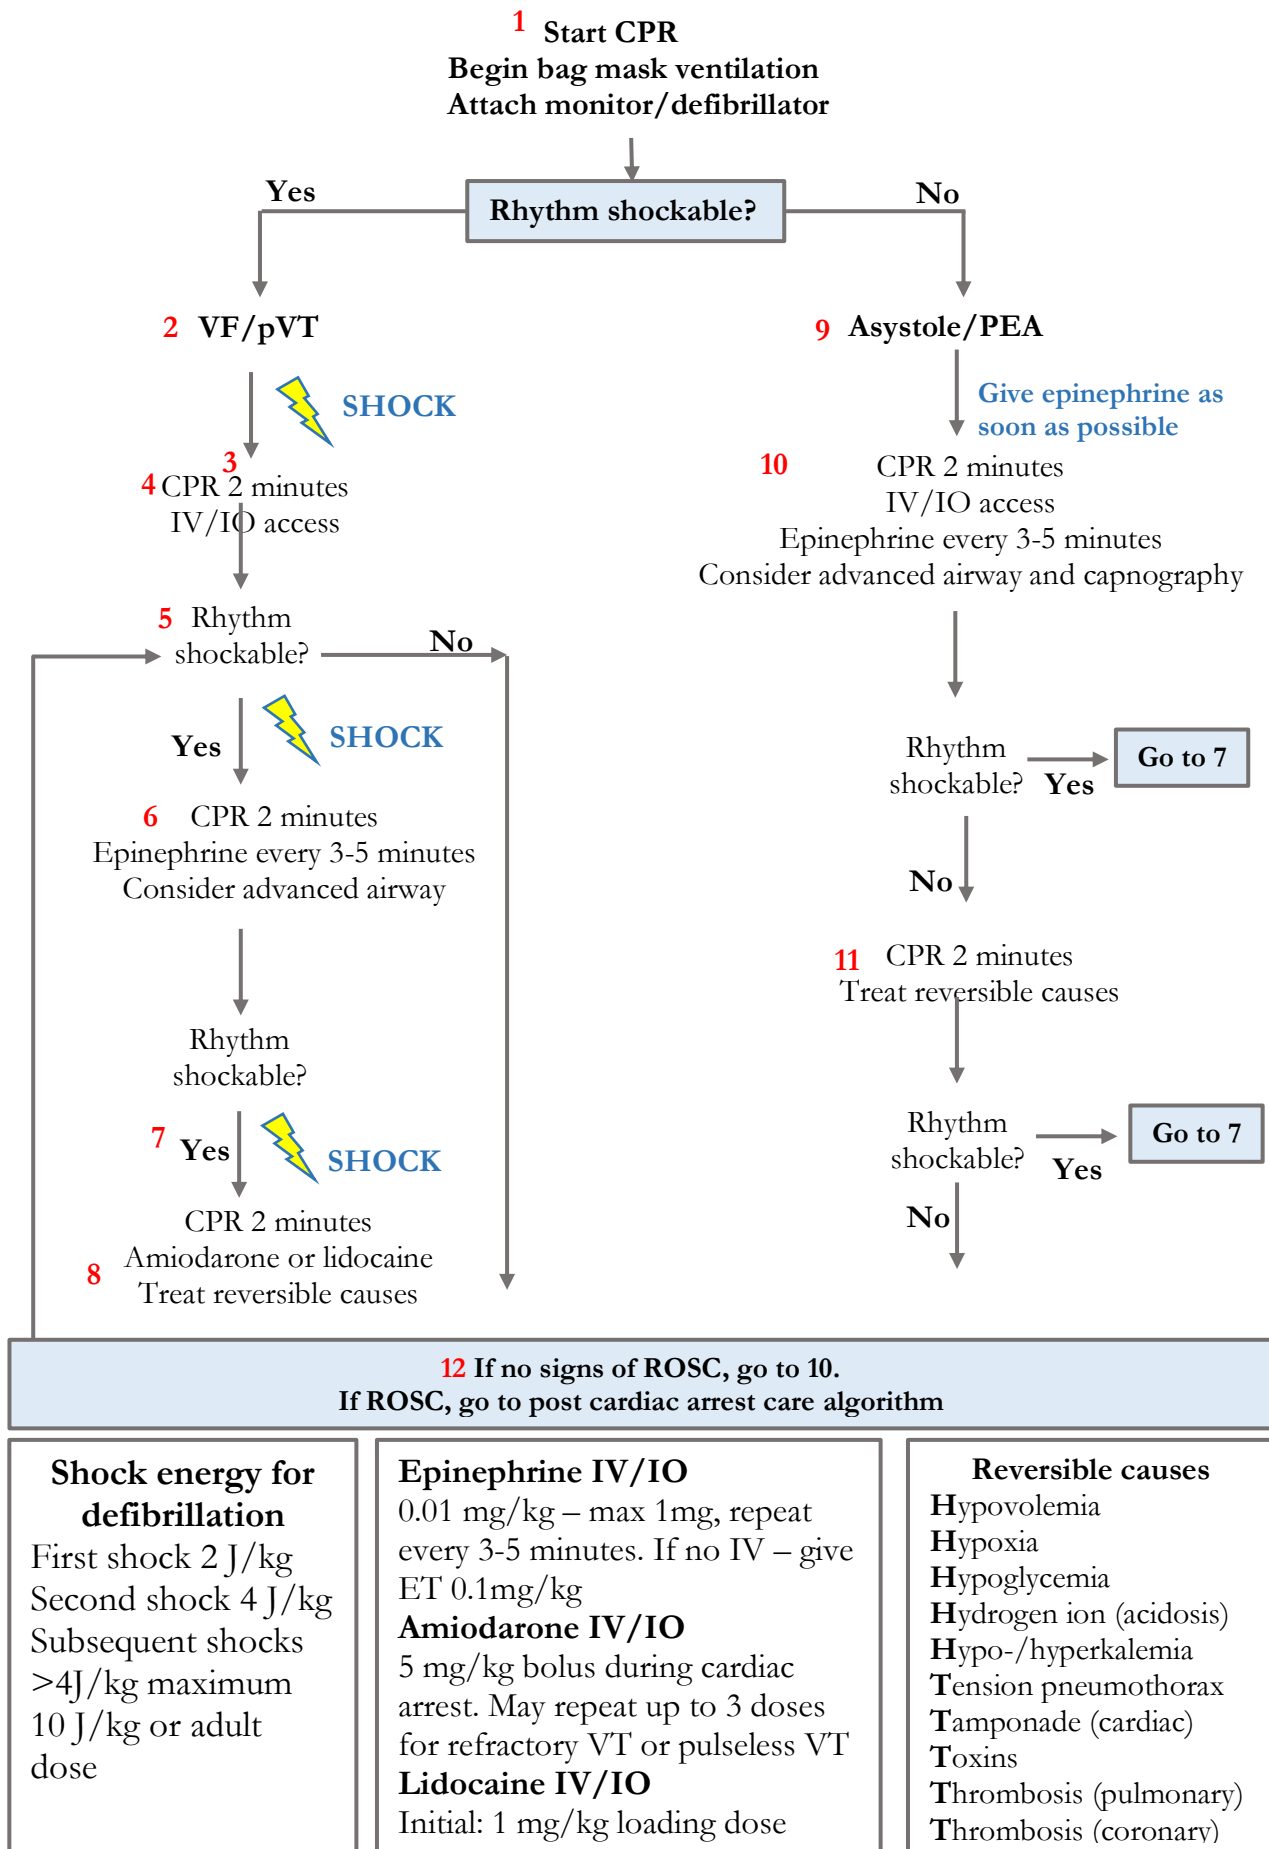 1 Start CPR
Begin bag mask ventilation
Attach monitor/defibrillator
Yes
Rhythm shockable?
No
2 VF/pVT
SHOCK
3
4 CPR 2 minutes
IV/IO access
5 Rhythm
shockable?
No
Yes
SHOCK
6 CPR 2 minutes
Epinephrine every 3-5 minutes
Consider advanced airway
Rhythm
shockable?
7 Yes
SHOCK
CPR 2 minutes
Amiodarone or lidocaine
8 Treat reversible causes
9 Asystole/PEA
Give epinephrine as
soon as possible
10 CPR 2 minutes
IV/IO access
Epinephrine every 3-5 minutes
Consider advanced airway and capnography
Rhythm
shockable?
Yes
Go to 7
No
11 CPR 2 minutes
Treat reversible causes
Rhythm
shockable?
Yes
Go to 7
No
12 If no signs of ROSC, go to 10.
If ROSC, go to post cardiac arrest care algorithm
Shock energy for
defibrillation
First shock 2 J/kg
Second shock 4 J/kg
Subsequent shocks
>4J/kg maximum
10 J/kg or adult
dose
Epinephrine IV/IO
0.01 mg/kg – max 1mg, repeat
every 3-5 minutes. If no IV – give
ET 0.1mg/kg
Amiodarone IV/IO
5 mg/kg bolus during cardiac
arrest. May repeat up to 3 doses
for refractory VT or pulseless VT
Lidocaine IV/IO
Initial: 1 mg/kg loading dose
Reversible causes
Hypovolemia
Hypoxia
Hypoglycemia
Hydrogen ion (acidosis)
Hypo-/hyperkalemia
Tension pneumothorax
Tamponade (cardiac)
Toxins
Thrombosis (pulmonary)
Thrombosis (coronary)